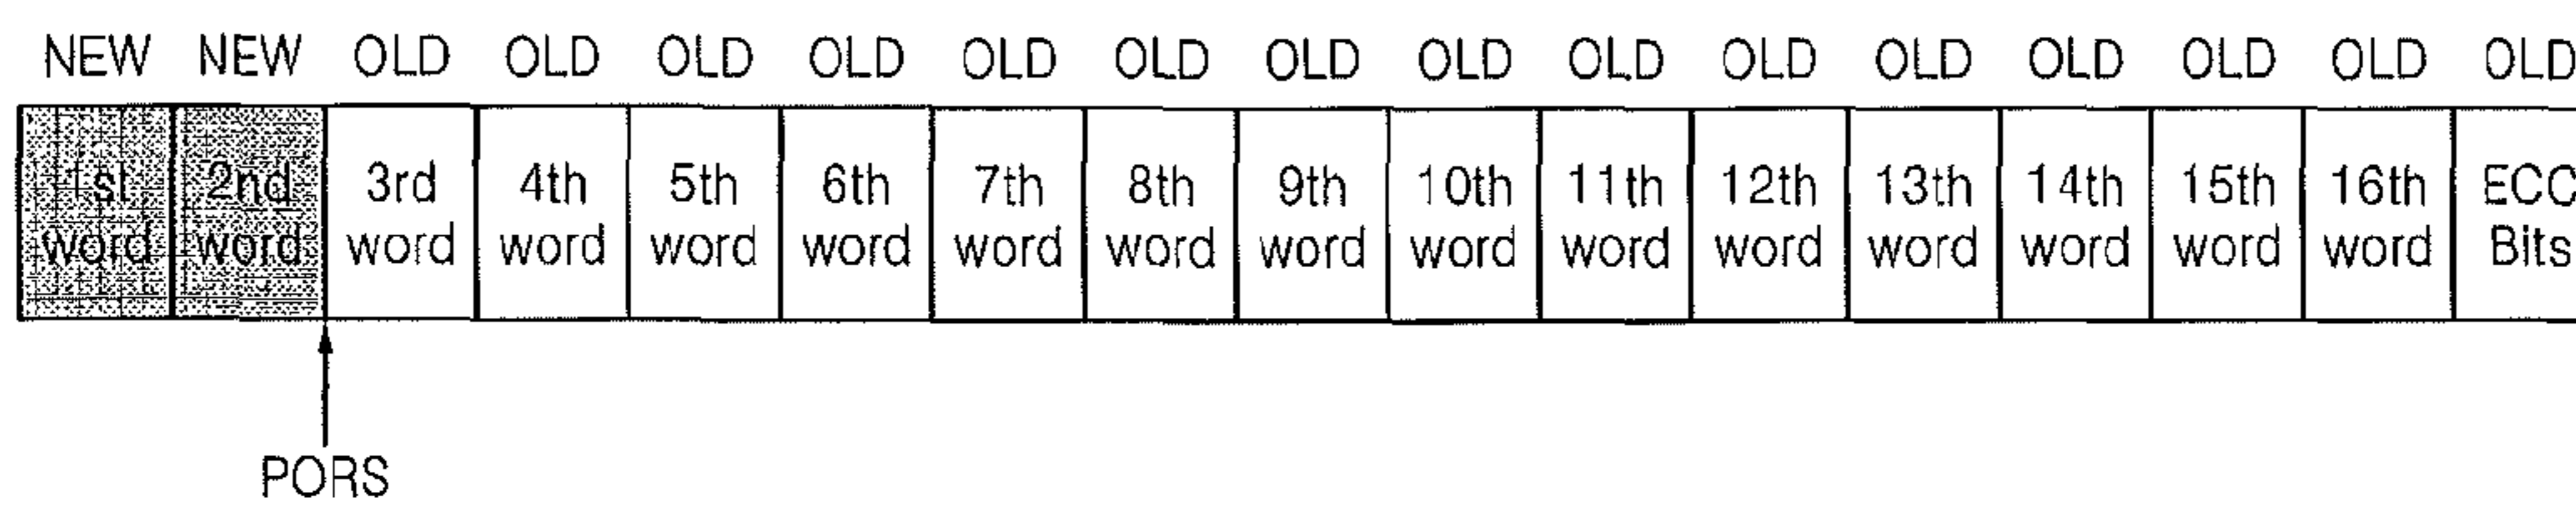 NEW NEW OLD OLD OLD OLD OLD OLD OLD OLD OLD OLD OLD OLD OLD OLD OLD
1st 2nd 3rd 4th 5th 6th 7th 8th 9th 10th 11th 12th 13th 14th 15th 16th ECC
word word word word word word word word word word word word word word word word Bits
PORS